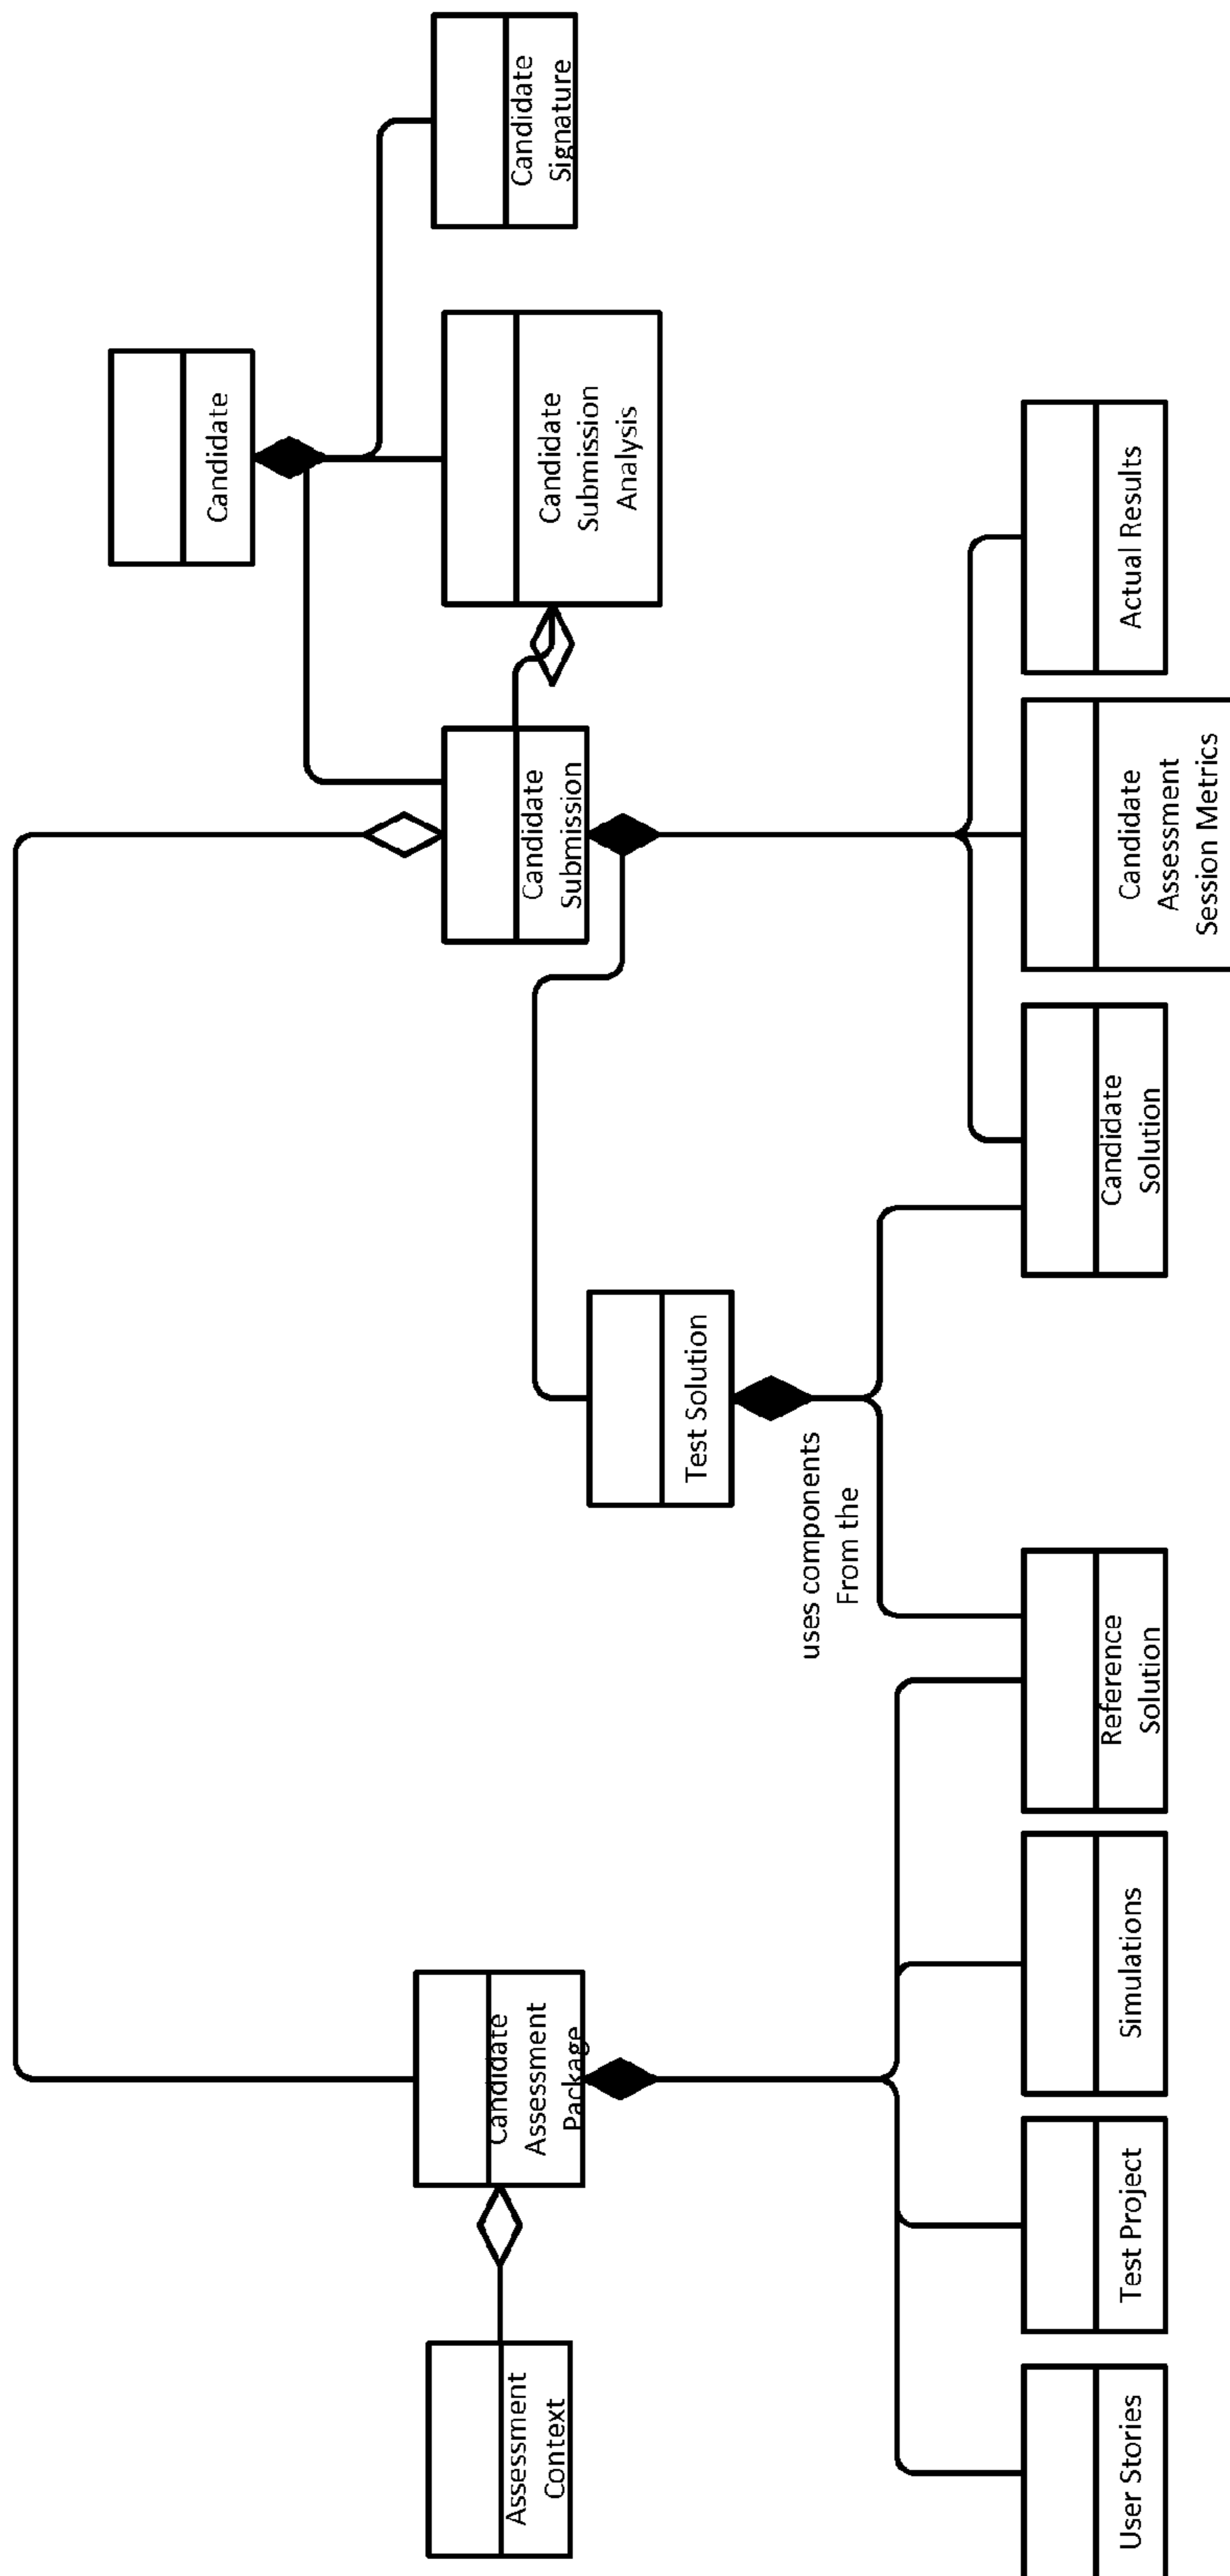 Candidate
Assessment
Context
Candidate
Assessment
Package
Candidate
Submission
Candidate
Submission
Analysis
Candidate
Signature
Test Solution
uses components
From the
User Stories
Test Project
Simulations
Reference
Solution
Candidate
Solution
Candidate
Assessment
Session Metrics
Actual Results